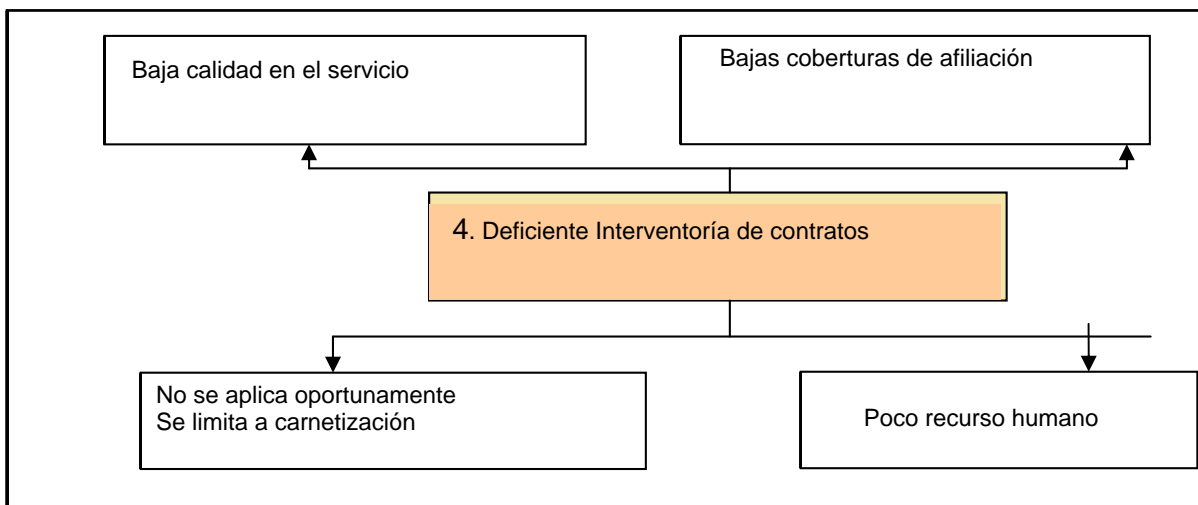 Baja calidad en el servicio
Bajas coberturas de afiliación
4. Deficiente Interventoría de contratos
No se aplica oportunamente
Se limita a carnetización
Poco recurso humano